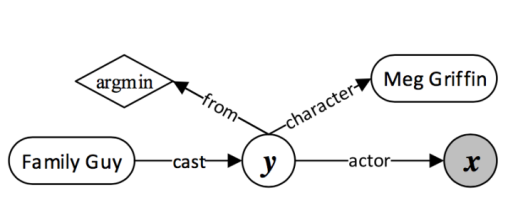 argmin
from
character
Meg Griffin
Family Guy
cast
y
actor
x